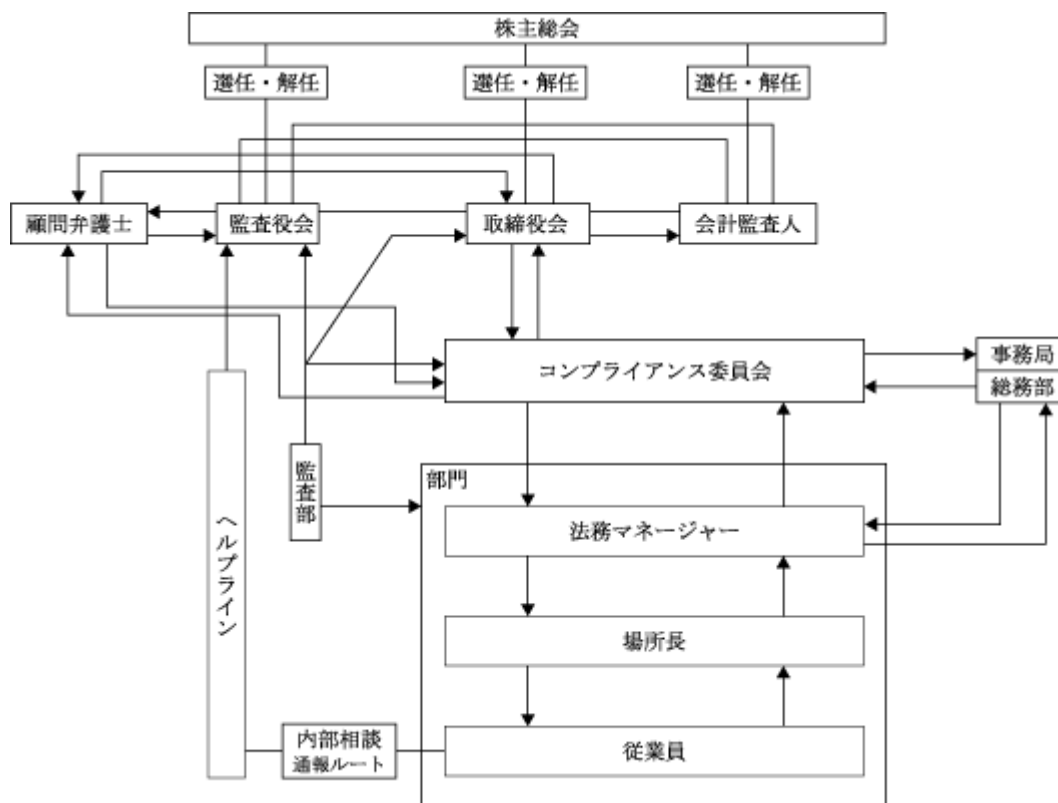 株主総会
選任・解任
選任・解任
選任・解任
顧問弁護士
監査役会
取締役会
会計監査人
コンプライアンス委員会
事務局
総務部
監査部
部門
ヘルプライン
法務マネージャー
場所長
従業員
内部相談
通報ルート